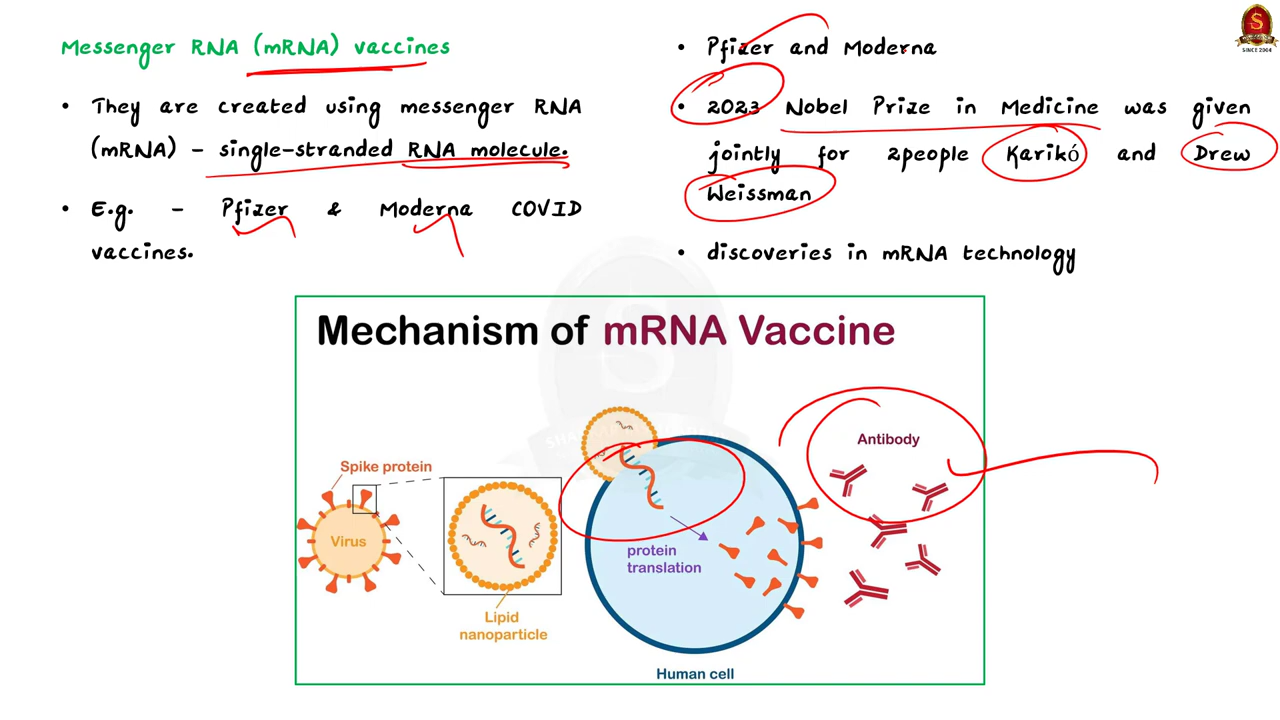 Messenger RNA (mRNA) vaccines
• They are created using messenger RNA
(mRNA) – single-stranded RNA molecule.
• E.g. – Pfizer & Moderna COVID
vaccines.
• Pfizer and Moderna
• 2023 Nobel Prize in Medicine was given
jointly for 2people Karikó and Drew
Weissman
• discoveries in mRNA technology
S
SINCE 2004
Mechanism of mRNA Vaccine
Spike protein
Virus
Lipid
nanoparticle
protein
translation
Human cell
Antibody